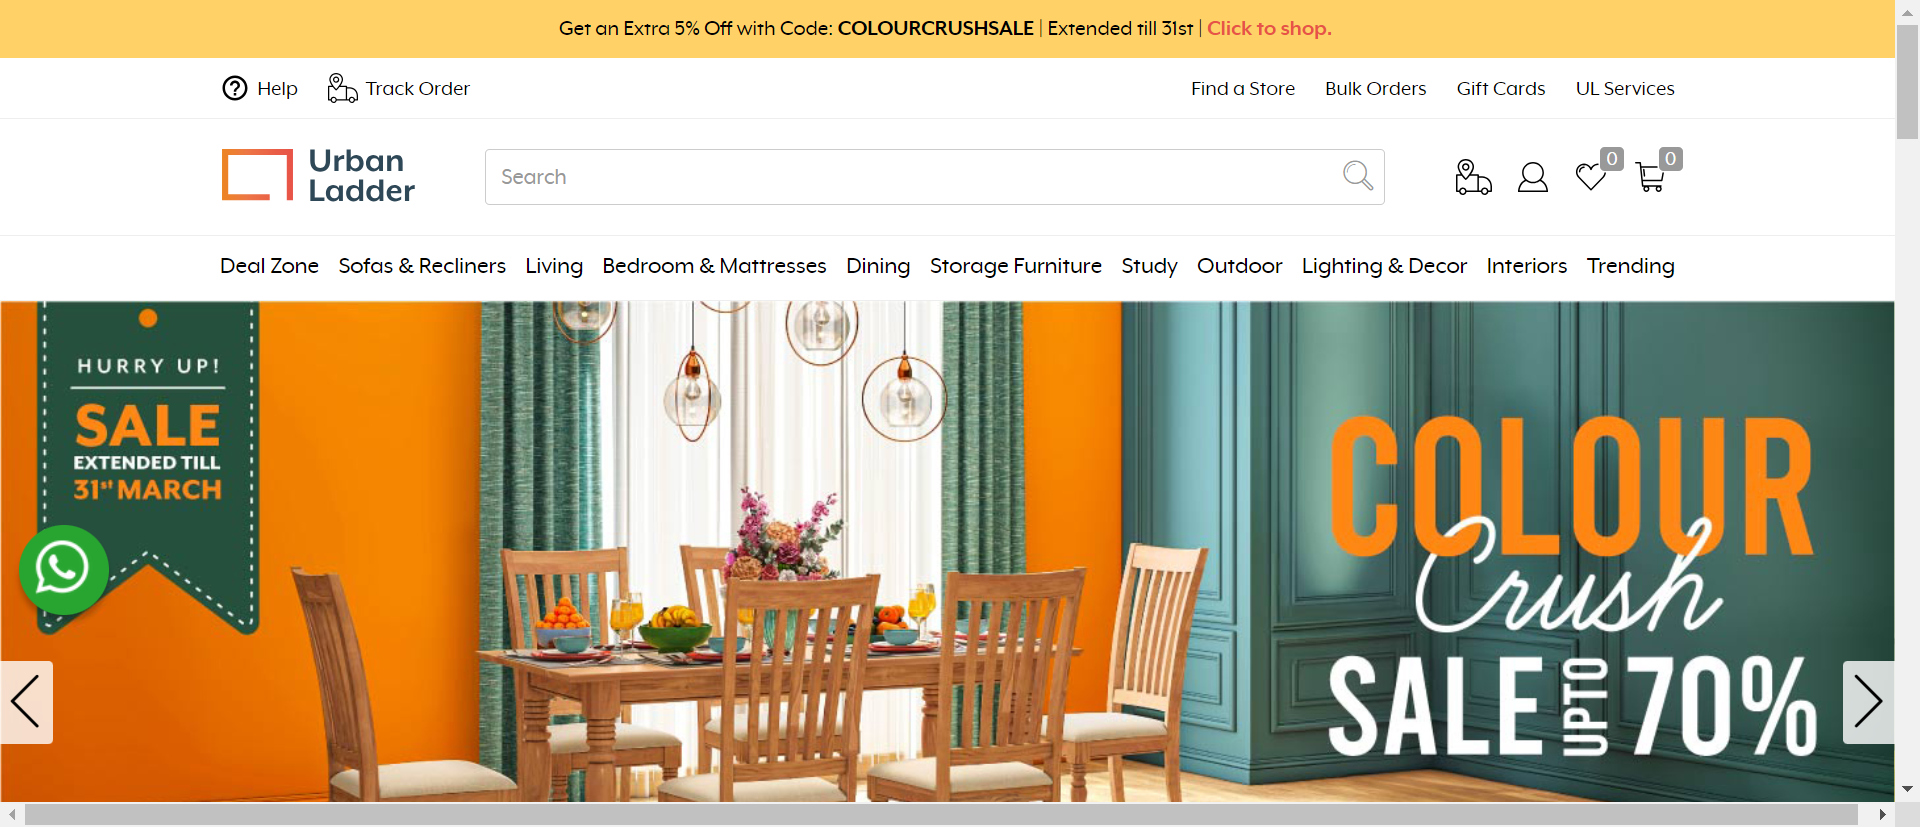 Get an Extra 5% Off with Code: COLOURCRUSHSALE | Extended till 31st | Click to shop.
Help Track Order Find a Store Bulk Orders Gift Cards UL Services
Urban
Ladder
Search
0 0
Deal Zone Sofas & Recliners Living Bedroom & Mattresses Dining Storage Furniture Study Outdoor Lighting & Decor Interiors Trending
HURRY UP!
SALE
EXTENDED TILL
31st MARCH
COLOUR
Crush
SALE UPTO 70%